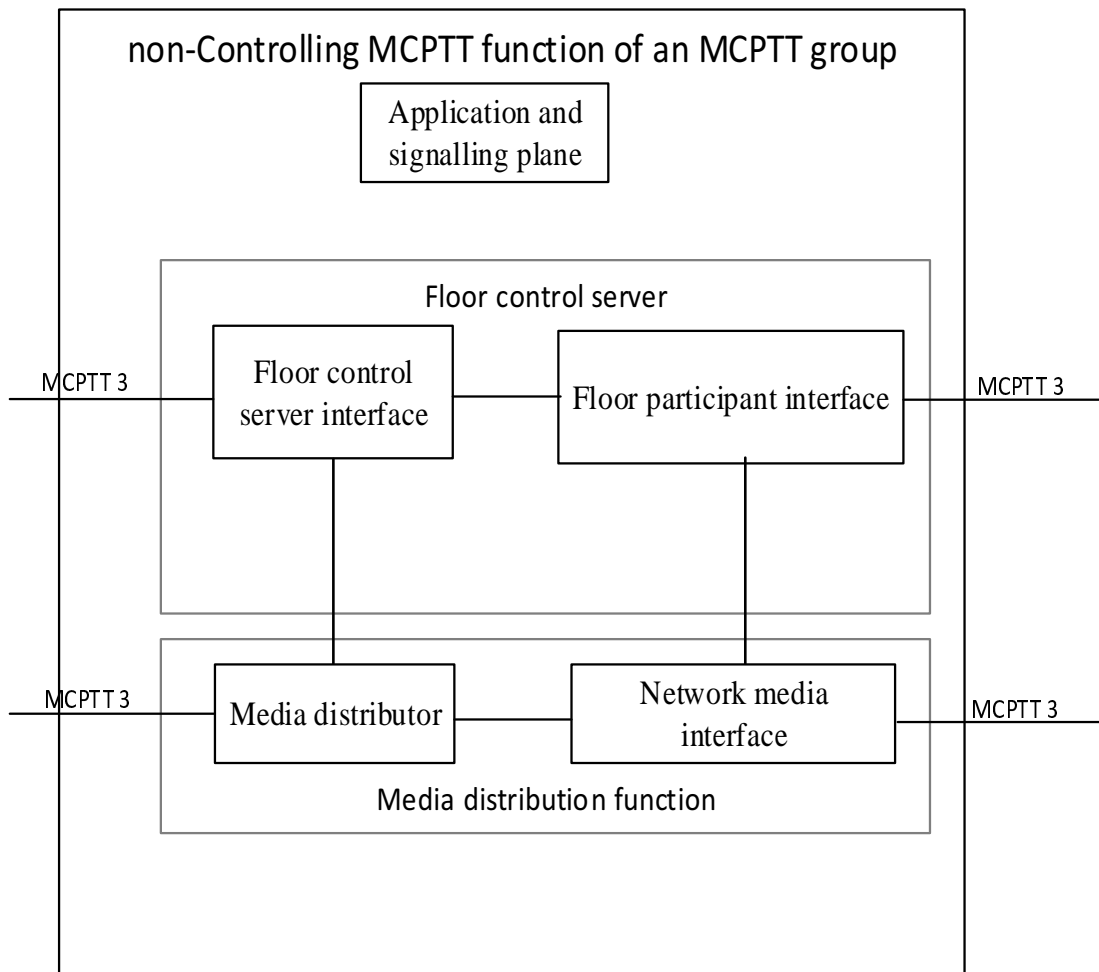 non-Controlling MCPTT function of an MCPTT group
Application and
signalling plane
Floor control server
Floor control
server interface
Floor participant interface
MCPTT 3
MCPTT 3
Media distributor
Network media
interface
MCPTT 3
MCPTT 3
Media distribution function